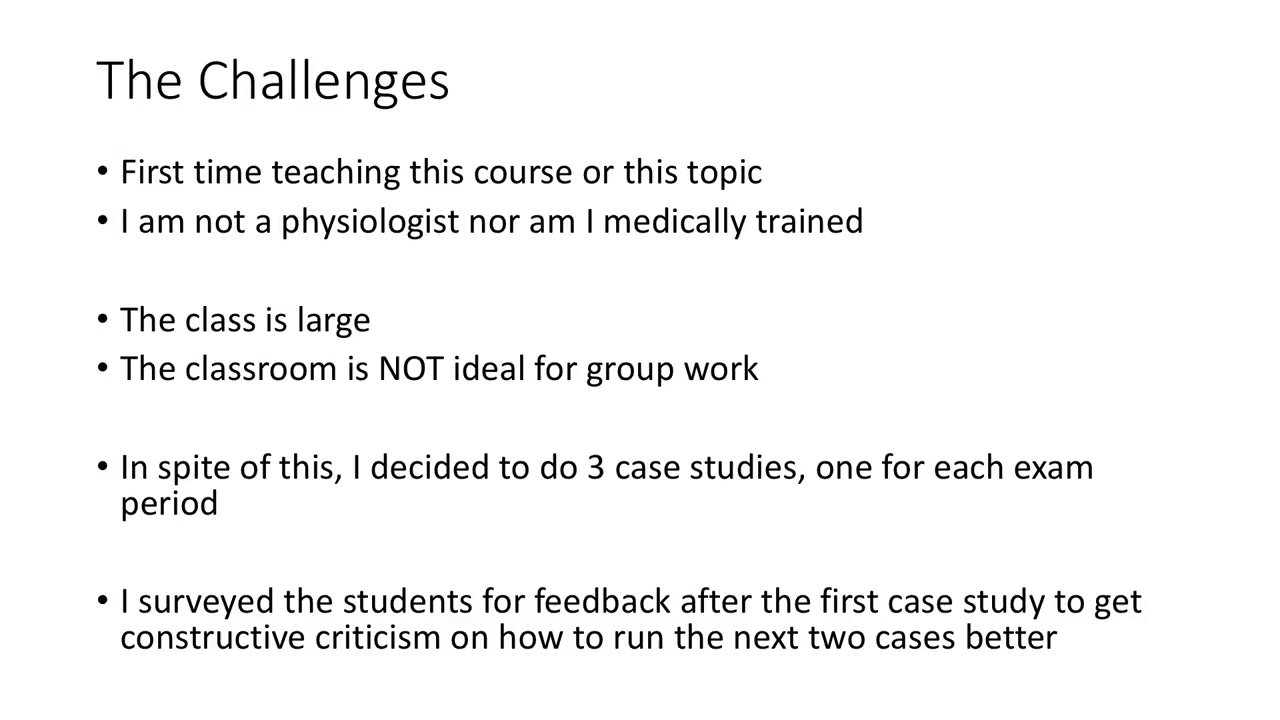 The Challenges
• First time teaching this course or this topic
• I am not a physiologist nor am I medically trained
• The class is large
• The classroom is NOT ideal for group work
• In spite of this, I decided to do 3 case studies, one for each exam
period
• I surveyed the students for feedback after the first case study to get
constructive criticism on how to run the next two cases better